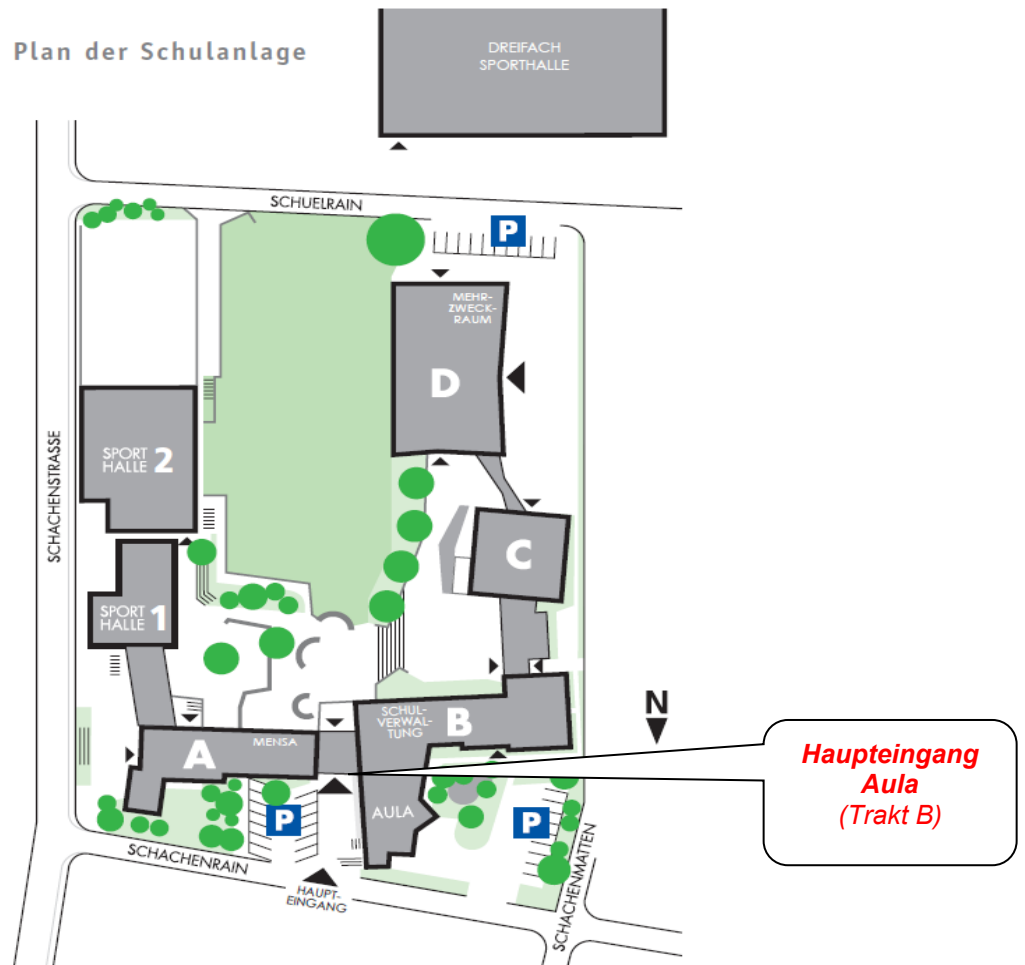 Plan der Schulanlage
DREIFACH
SPORTHALLE
SCHUELRAIN
P
MEHR-
ZWECK-
RAUM
D
SCHACHENSTRASSE
SPORT
HALLE 2
C
SPORT
HALLE 1
N
SCHUL-
VERWAL-
TUNG
B
A
MENSA
Haupteingang
Aula
(Trakt B)
AULA
P
P
SCHACHENRAIN
HAUPT-
EINGANG
SCHACHENMATTEN